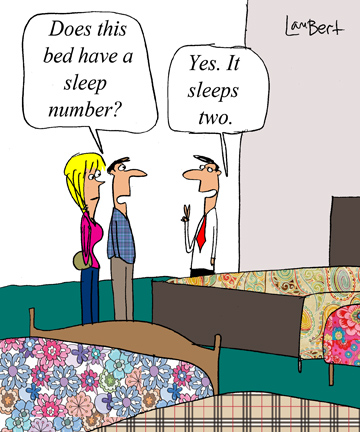 Does this
bed have a
sleep
number?
Yes. It
sleeps
two.
LamBert